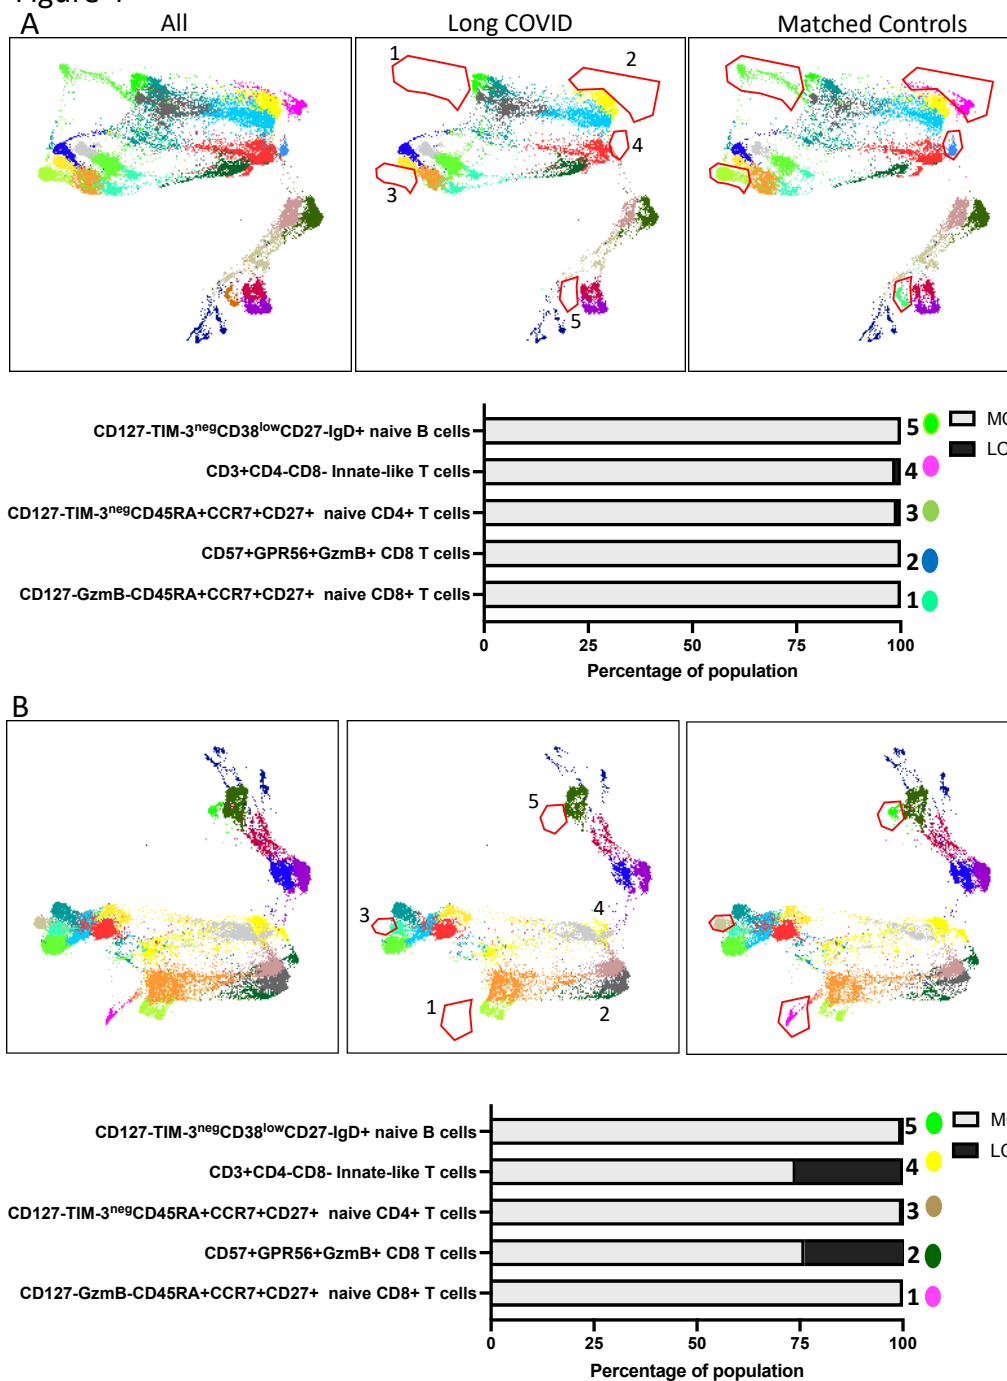 A
All
Long COVID
Matched Controls
1
2
4
3
5
CD127-TIM-3negCD38lowCD27-IgD+ naive B cells
5
CD3+CD4-CD8- Innate-like T cells
4
CD127-TIM-3negCD45RA+CCR7+CD27+ naive CD4+ T cells
3
CD57+GPR56+GzmB+ CD8 T cells
2
CD127-GzmB-CD45RA+CCR7+CD27+ naive CD8+ T cells
1
0 25 50 75 100
Percentage of population
B
5
3
4
1
2
CD127-TIM-3negCD38lowCD27-IgD+ naive B cells
5
CD3+CD4-CD8- Innate-like T cells
4
CD127-TIM-3negCD45RA+CCR7+CD27+ naive CD4+ T cells
3
CD57+GPR56+GzmB+ CD8 T cells
2
CD127-GzmB-CD45RA+CCR7+CD27+ naive CD8+ T cells
1
0 25 50 75 100
Percentage of population